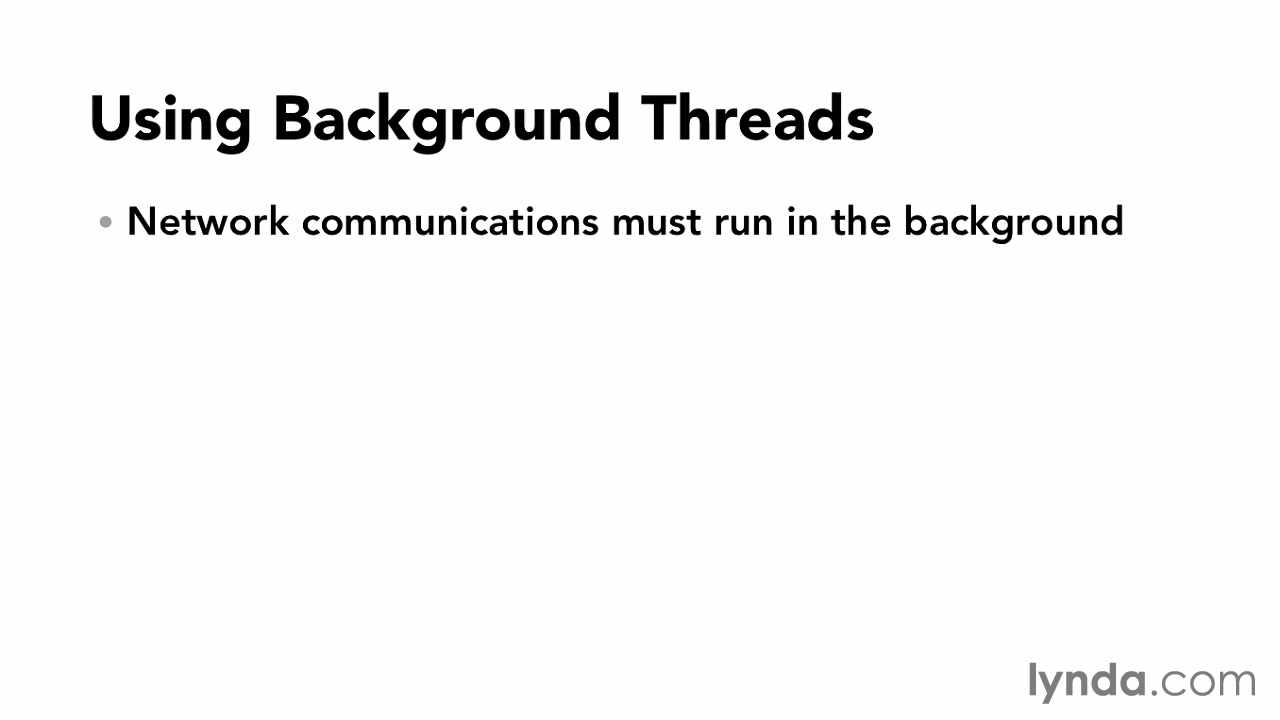 Using Background Threads
• Network communications must run in the background
lynda.com